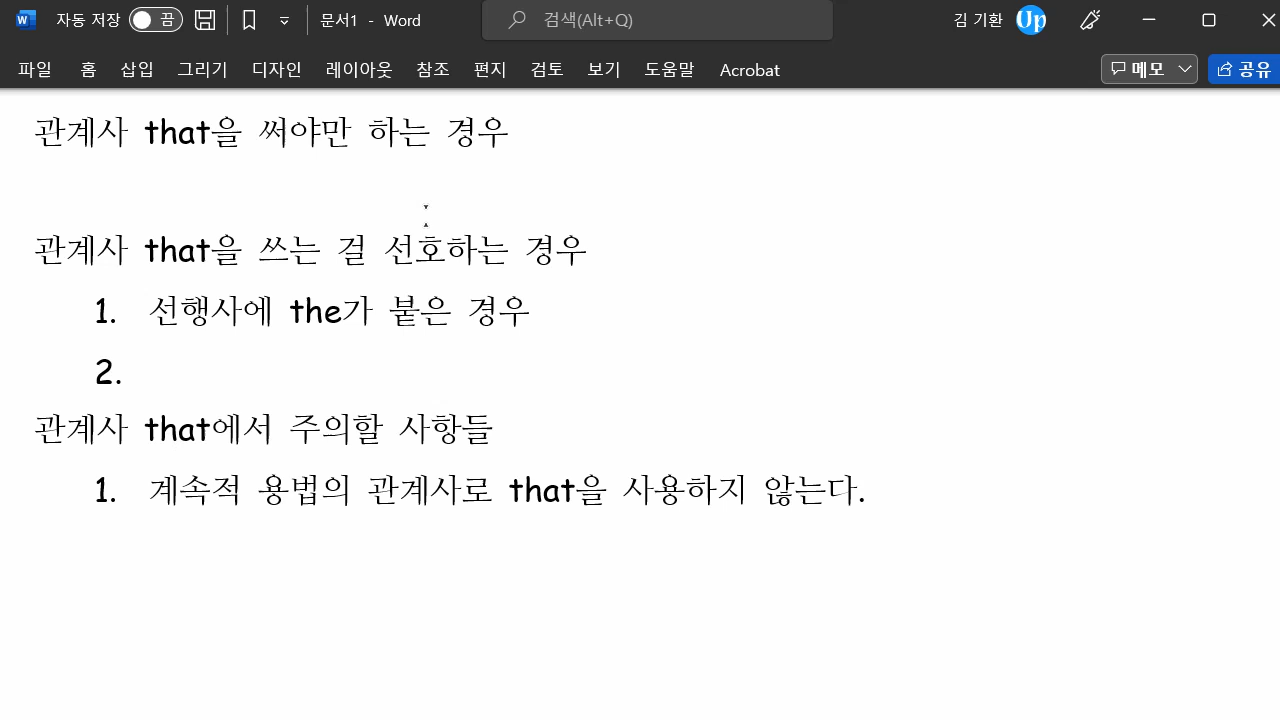 자동 저장 끔 문서1 - Word 검색(Alt+Q) 김 기환 Up
파일 홈 삽입 그리기 디자인 레이아웃 참조 편지 검토 보기 도움말 Acrobat 메모 공유
관계사 that을 써야만 하는 경우
관계사 that을 쓰는 걸 선호하는 경우
1. 선행사에 the가 붙은 경우
2.
관계사 that에서 주의할 사항들
1. 계속적 용법의 관계사로 that을 사용하지 않는다.